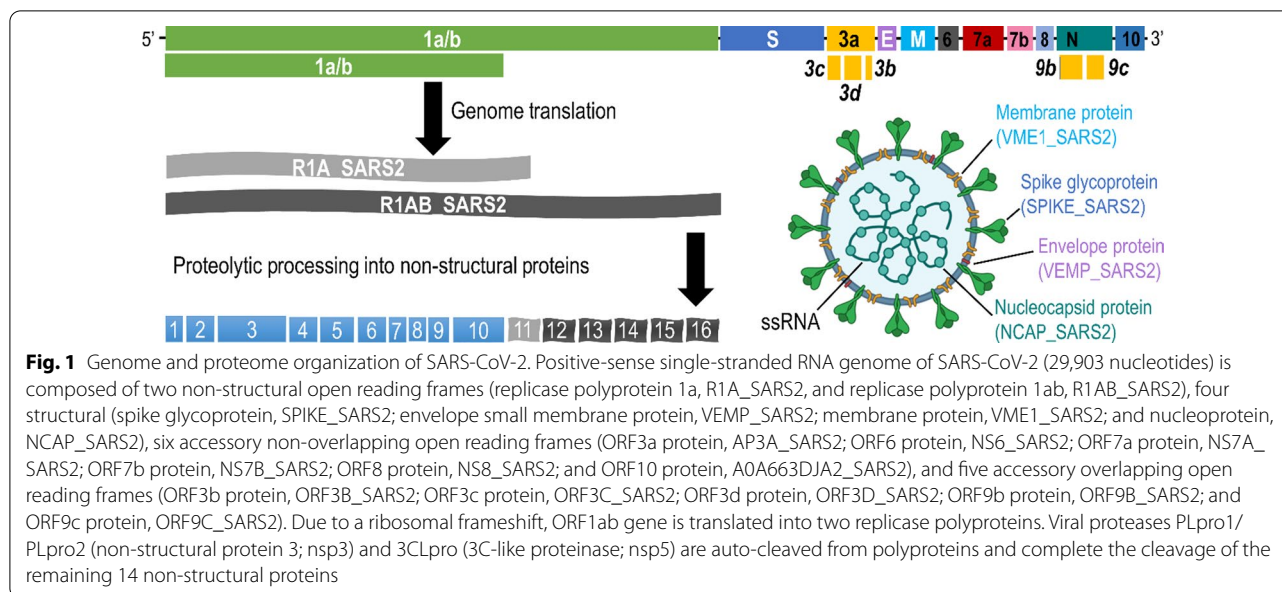 5’ 1a/b S 3a E M 6 7a 7b 8 N 10 3’
1a/b 3c 3b 9b 9c
3d
Genome translation
R1A_SARS2
R1AB_SARS2
Proteolytic processing into non-structural proteins
1 2 3 4 5 6 7 8 9 10 11 12 13 14 15 16
Membrane protein
(VME1_SARS2)
Spike glycoprotein
(SPIKE_SARS2)
Envelope protein
(VEMP_SARS2)
Nucleocapsid protein
(NCAP_SARS2)
ssRNA
Fig. 1 Genome and proteome organization of SARS-CoV-2. Positive-sense single-stranded RNA genome of SARS-CoV-2 (29,903 nucleotides) is
composed of two non-structural open reading frames (replicase polyprotein 1a, R1A_SARS2, and replicase polyprotein 1ab, R1AB_SARS2), four
structural (spike glycoprotein, SPIKE_SARS2; envelope small membrane protein, VEMP_SARS2; membrane protein, VME1_SARS2; and nucleoprotein,
NCAP_SARS2), six accessory non-overlapping open reading frames (ORF3a protein, AP3A_SARS2; ORF6 protein, NS6_SARS2; ORF7a protein, NS7A_
SARS2; ORF7b protein, NS7B_SARS2; ORF8 protein, NS8_SARS2; and ORF10 protein, A0A663DJA2_SARS2), and five accessory overlapping open
reading frames (ORF3b protein, ORF3B_SARS2; ORF3c protein, ORF3C_SARS2; ORF3d protein, ORF3D_SARS2; ORF9b protein, ORF9B_SARS2; and
ORF9c protein, ORF9C_SARS2). Due to a ribosomal frameshift, ORF1ab gene is translated into two replicase polyproteins. Viral proteases PLpro1/
PLpro2 (non-structural protein 3; nsp3) and 3CLpro (3C-like proteinase; nsp5) are auto-cleaved from polyproteins and complete the cleavage of the
remaining 14 non-structural proteins